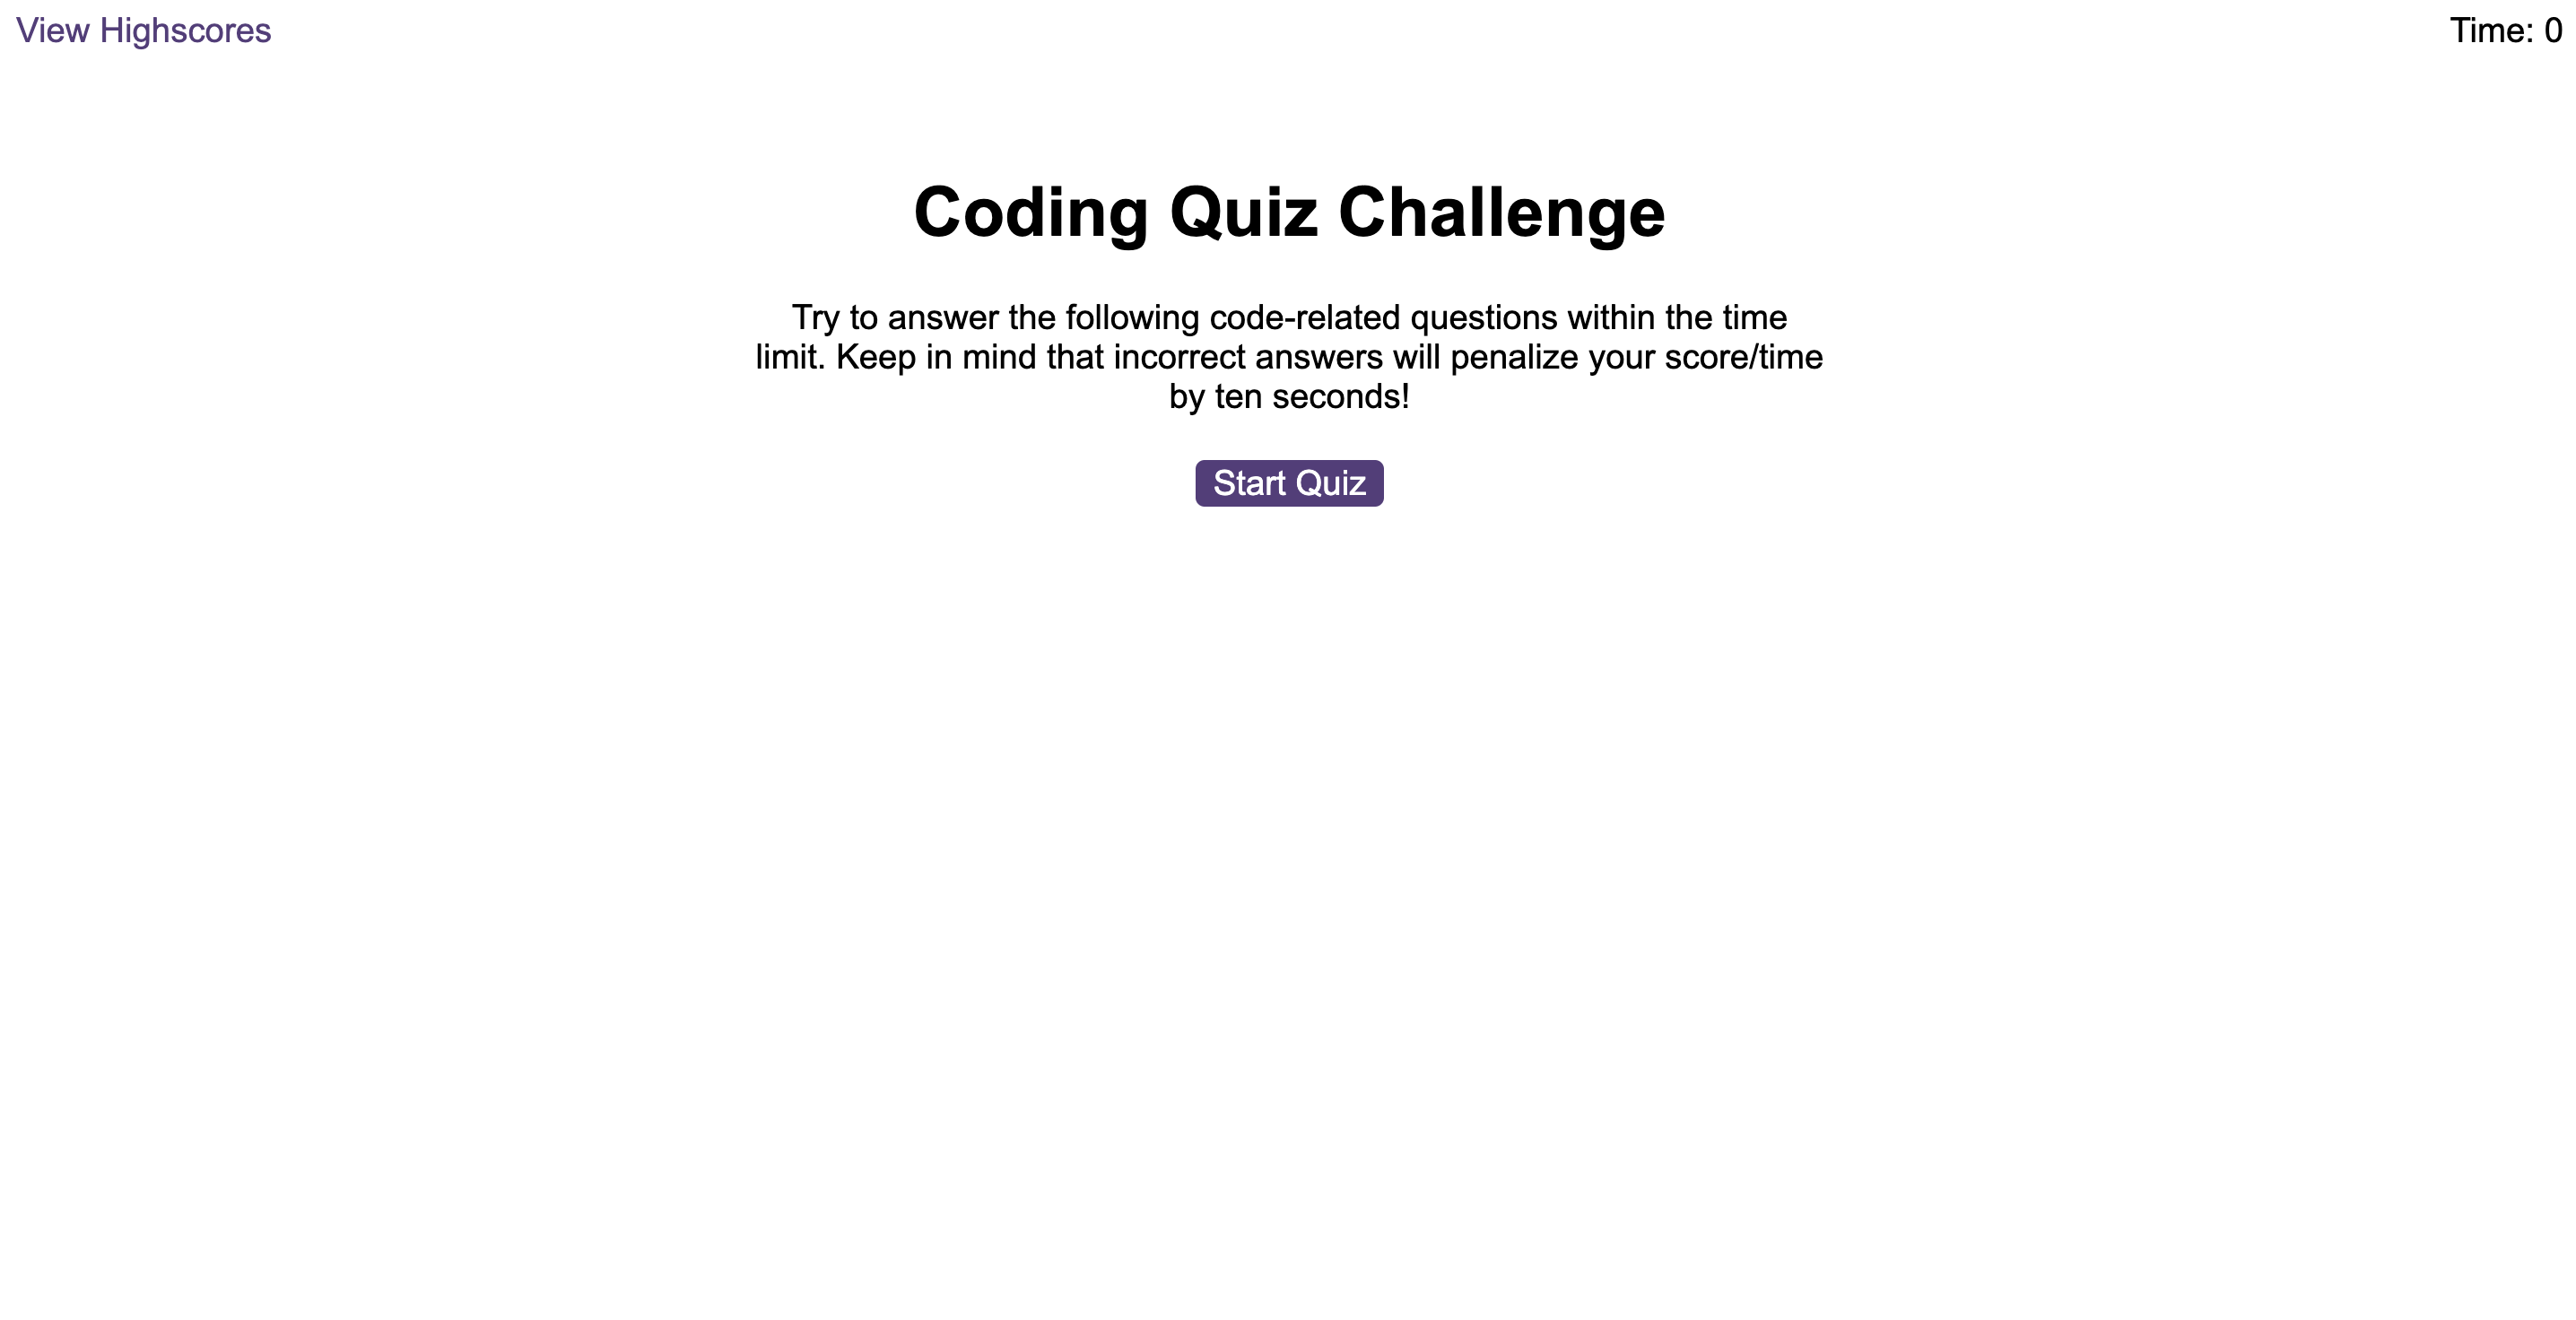 View Highscores
Time: 0
Coding Quiz Challenge
Try to answer the following code-related questions within the time
limit. Keep in mind that incorrect answers will penalize your score/time
by ten seconds!
Start Quiz